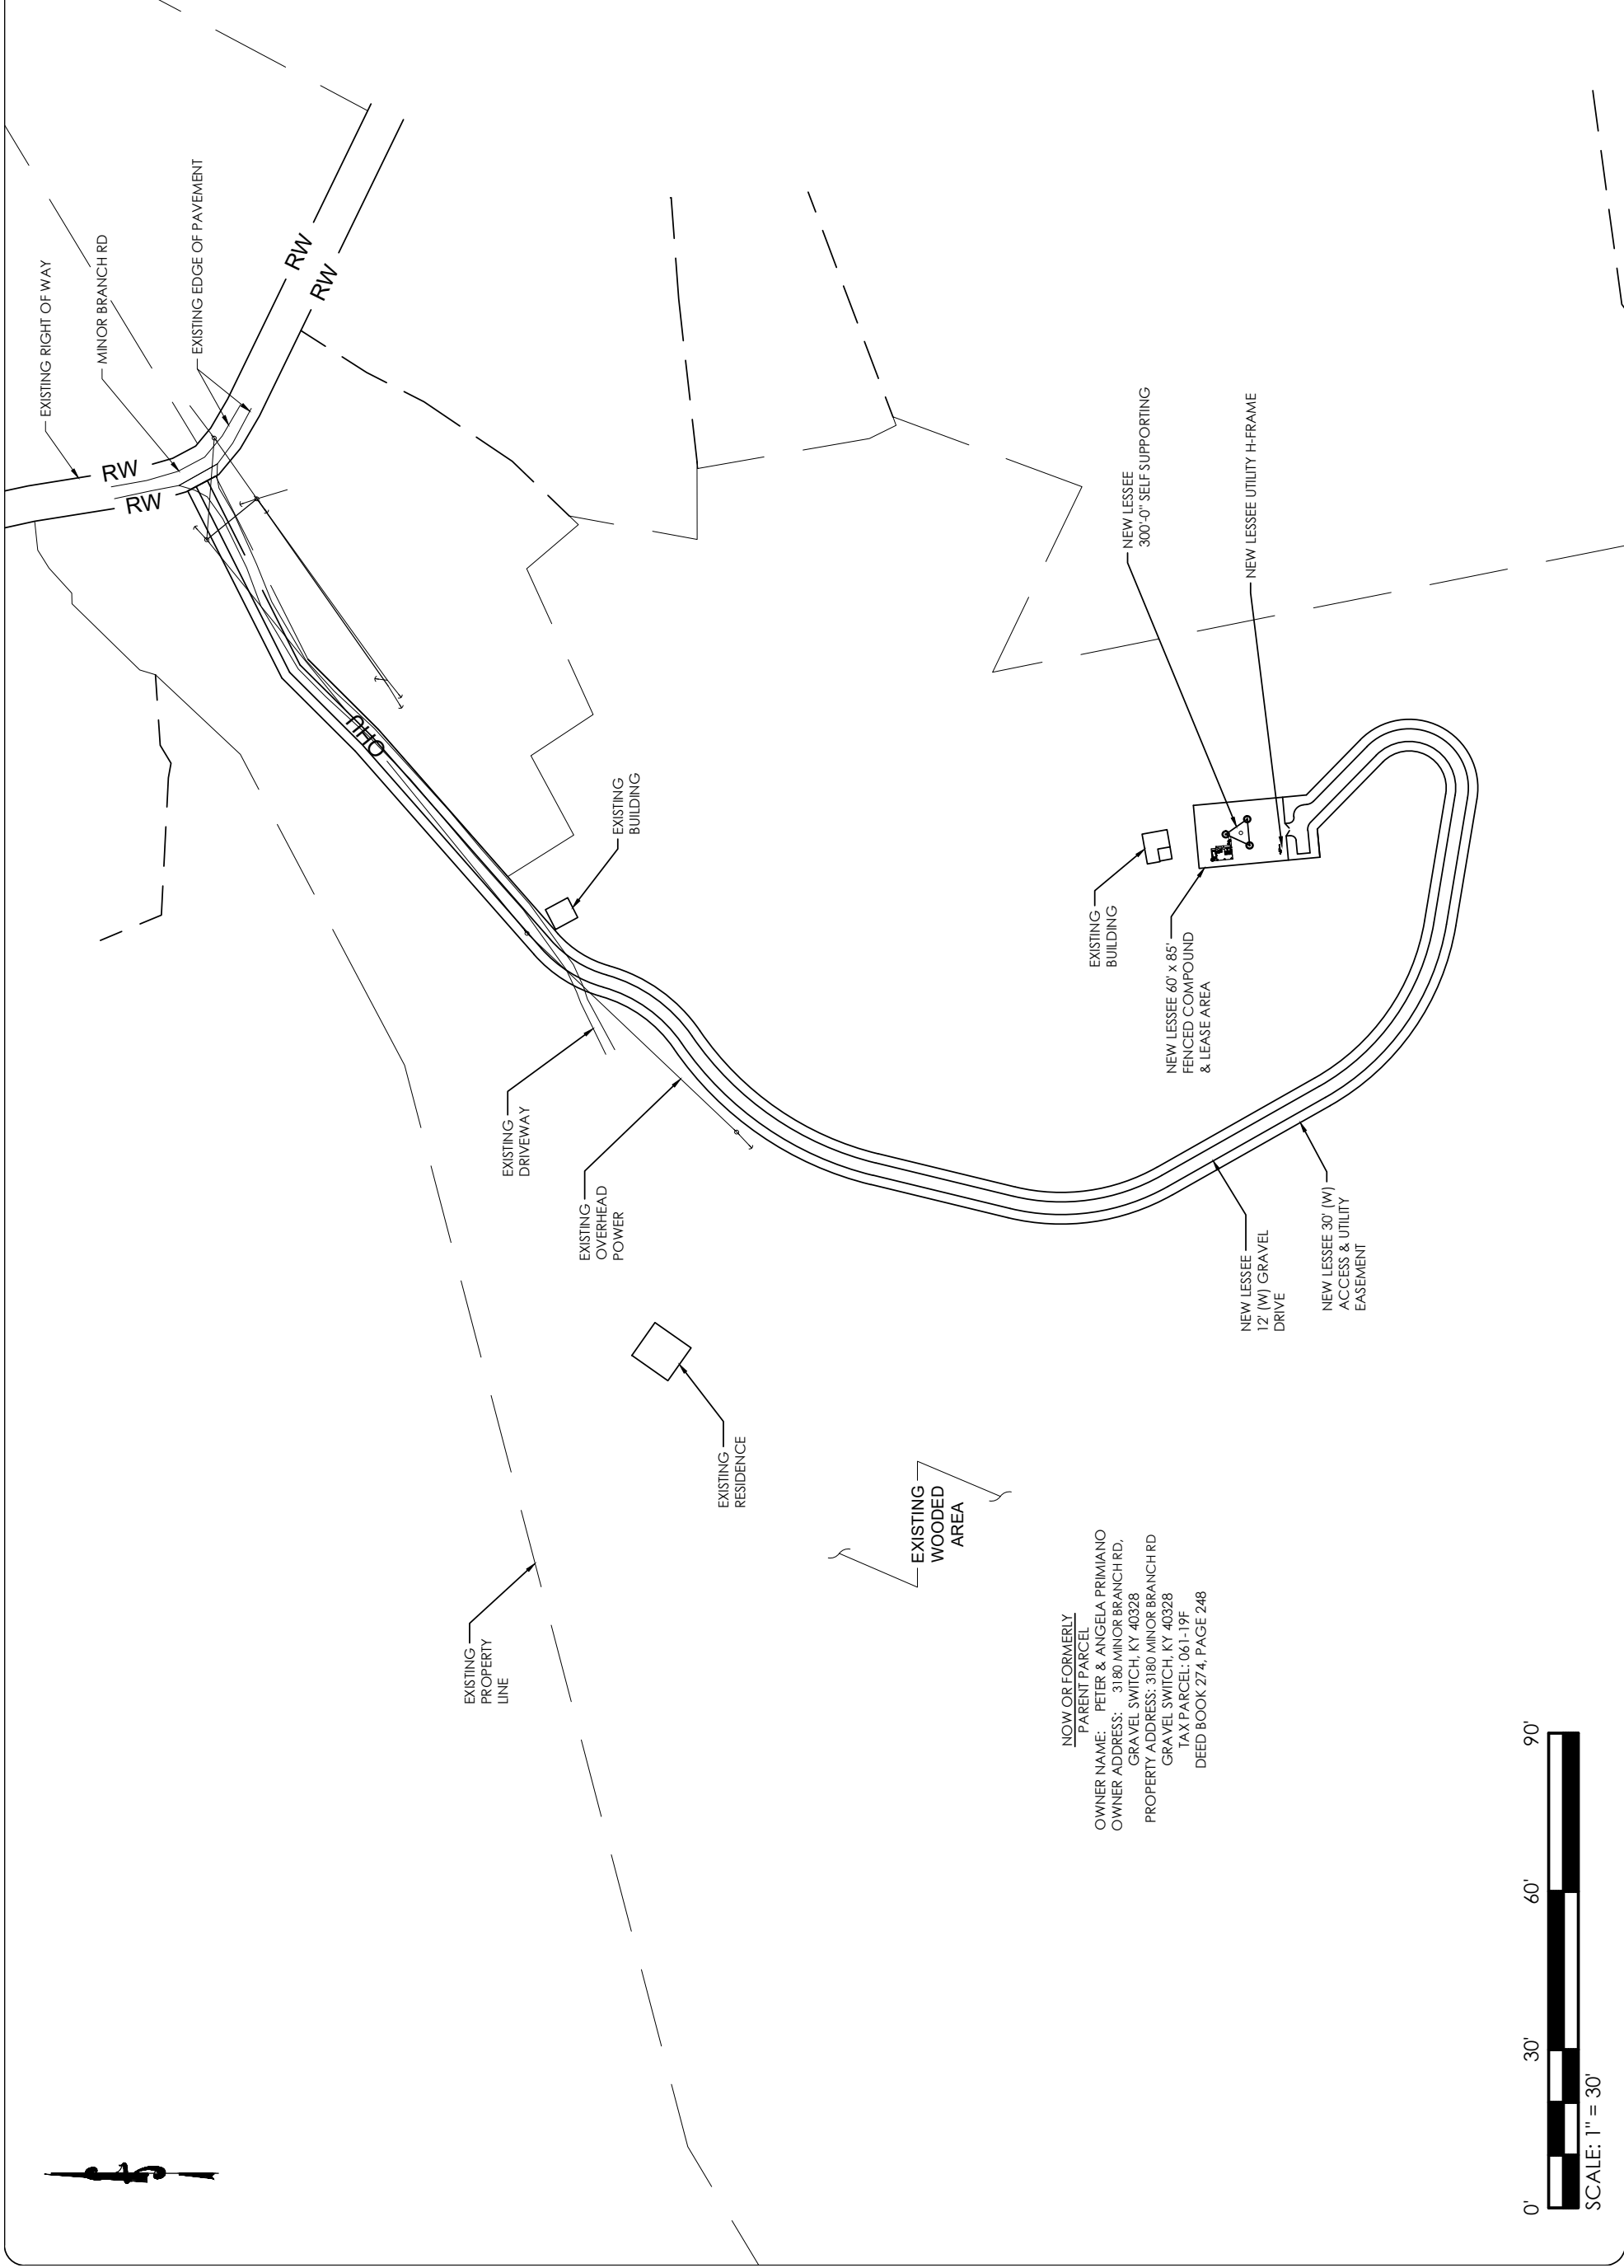 EXISTING RIGHT OF WAY
MINOR BRANCH RD
EXISTING EDGE OF PAVEMENT
RW
RW
RW
RW
OHU
EXISTING
BUILDING
EXISTING
DRIVEWAY
EXISTING
OVERHEAD
POWER
EXISTING
PROPERTY
LINE
EXISTING
RESIDENCE
EXISTING
WOODED
AREA
NEW LESSEE
300'-0" SELF SUPPORTING
NEW LESSEE UTILITY H-FRAME
EXISTING
BUILDING
NEW LESSEE 60' x 85'
FENCED COMPOUND
& LEASE AREA
NEW LESSEE
12' (W) GRAVEL
DRIVE
NEW LESSEE 30' (W)
ACCESS & UTILITY
EASEMENT
NOW OR FORMERLY
PARENT PARCEL
OWNER NAME: PETER & ANGELA PRIMIANO
OWNER ADDRESS: 3180 MINOR BRANCH RD,
GRAVEL SWITCH, KY 40328
PROPERTY ADDRESS: 3180 MINOR BRANCH RD
GRAVEL SWITCH, KY 40328
TAX PARCEL: 061-19F
DEED BOOK 274, PAGE 248
0' 30' 60' 90'
SCALE: 1" = 30'